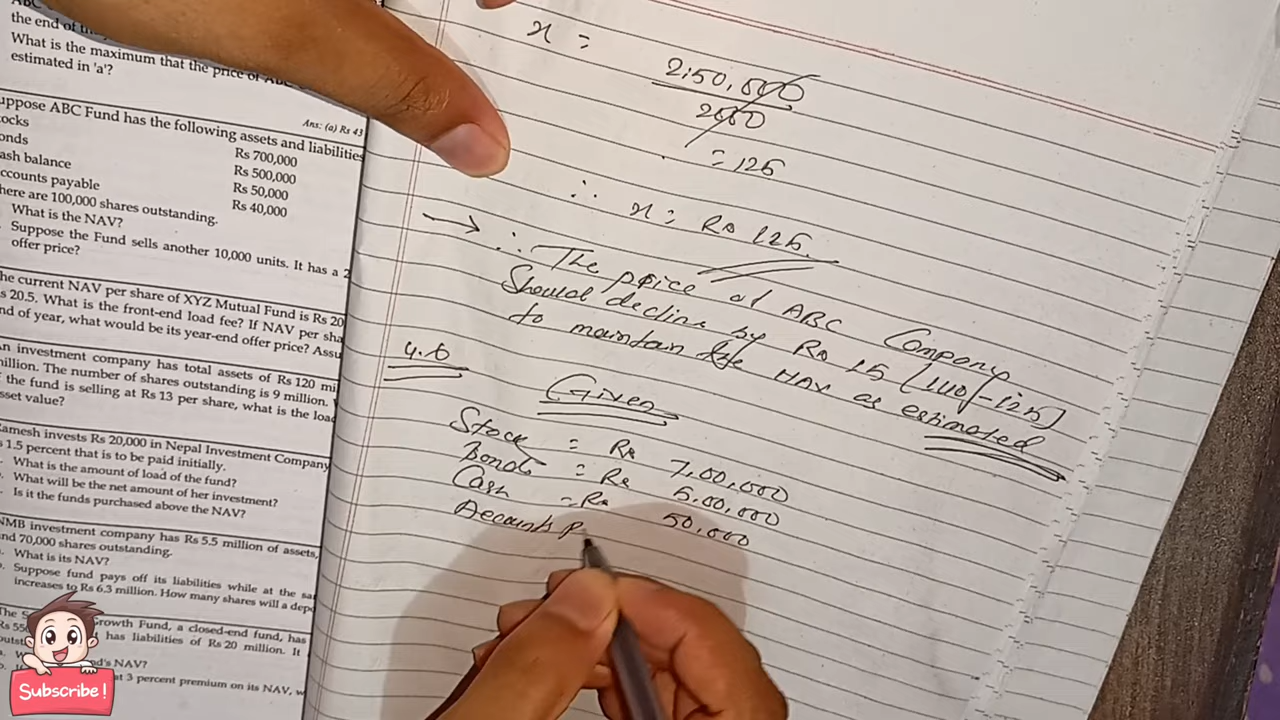 the end of
What is the maximum that the price of
estimated in 'a'?
Ans: (a) Rs 43
uppose ABC Fund has the following assets and liabilities
tocks Rs 700,000
onds Rs 500,000
ash balance Rs 50,000
ccounts payable Rs 40,000
here are 100,000 shares outstanding.
What is the NAV?
Suppose the Fund sells another 10,000 units. It has a 2
offer price?
he current NAV per share of XYZ Mutual Fund is Rs 20
s 20.5. What is the front-end load fee? If NAV per sha
nd of year, what would be its year-end offer price? Assu
n investment company has total assets of Rs 120 mi
illion. The number of shares outstanding is 9 million.
the fund is selling at Rs 13 per share, what is the load
sset value?
amesh invests Rs 20,000 in Nepal Investment Company
1.5 percent that is to be paid initially.
What is the amount of load of the fund?
What will be the net amount of her investment?
Is it the funds purchased above the NAV?
NMB investment company has Rs 5.5 million of assets,
nd 70,000 shares outstanding.
What is its NAV?
Suppose fund pays off its liabilities while at the sa
increases to Rs 6.3 million. How many shares will a depo
The S rowth Fund, a closed-end fund, has
Rs 55 has liabilities of Rs 20 million. It
outst
d's NAV?
at 3 percent premium on its NAV, w
Subscribe!
x =
2,50,000
2000
= 125
∴ x = Rs 125.
→ ∴ The price of ABC Company
Should decline by Rs 15 (140-125)
to maintain the NAV as estimated
4.6
Given
Stock = Rs 7,00,000
Bonds = Rs 5,00,000
Cash = Rs 50,000
Accounts P